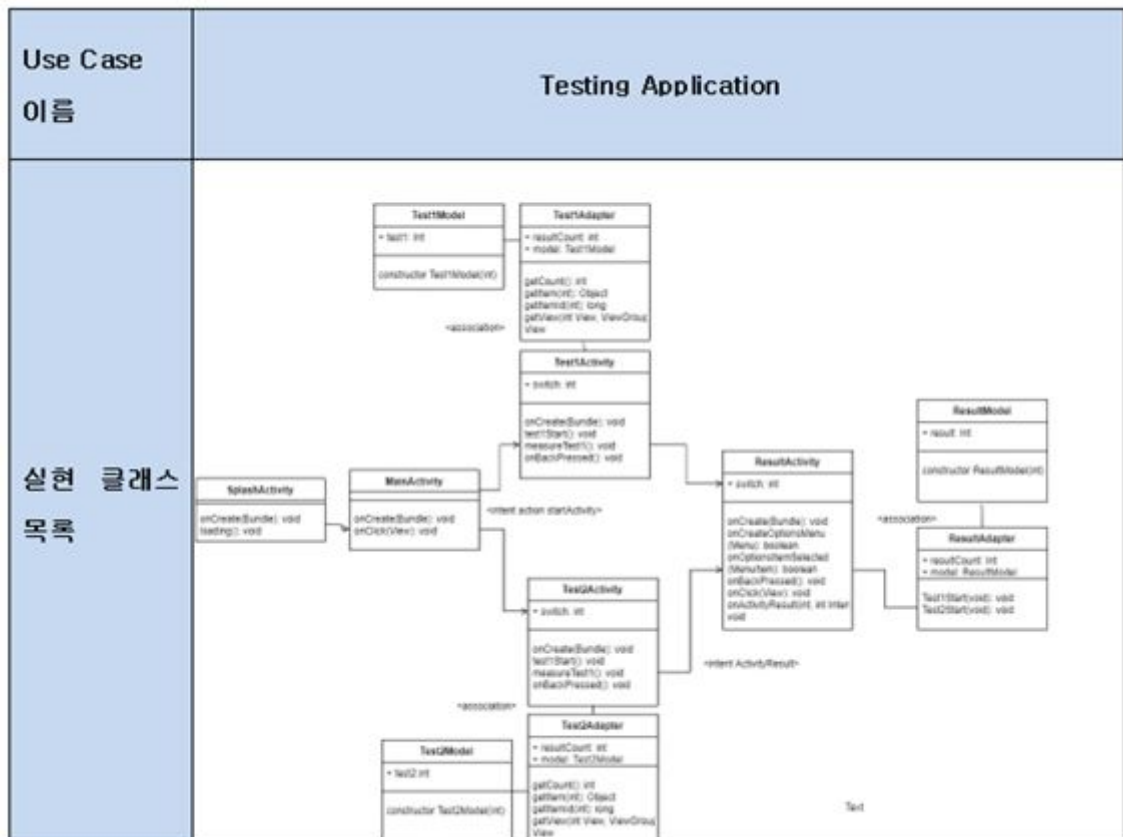 Use Case
이름
Testing Application
실현 클래스
목록
Test1Model
+ test1: int
constructor Test1Model(int)
Test1Adapter
+ resultCount: int
+ model: Test1Model
getCount(): int
getItem(int): Object
getItemId(int): long
getView(int View, ViewGroup
View
<association>
Test1Activity
+ switch: int
onCreate(Bundle): void
test1Start(): void
measureTest1(): void
onBackPressed(): void
SplashActivity
onCreate(Bundle): void
loading(): void
MainActivity
onCreate(Bundle): void
onClick(View): void
<intent action startActivity>
ResultActivity
+ switch: int
onCreate(Bundle): void
onCreateOptionsMenu
(Menu): boolean
onOptionsItemSelected
(MenuItem): boolean
onBackPressed(): void
onClick(View): void
onActivityResult(int, int Inter
void
ResultModel
+ result: int
constructor ResultModel(int)
<association>
ResultAdapter
+ resultCount: int
+ model: ResultModel
Test1Start(void): void
Test2Start(void): void
Test2Activity
+ switch: int
onCreate(Bundle): void
test1Start(): void
measureTest1(): void
onBackPressed(): void
<intent ActivityResult>
<association>
Test2Adapter
+ resultCount: int
+ model: Test2Model
getCount(): int
getItem(int): Object
getItemId(int): long
getView(int View, ViewGroup
View
Test2Model
+ test2:int
constructor Test2Model(int)
Text